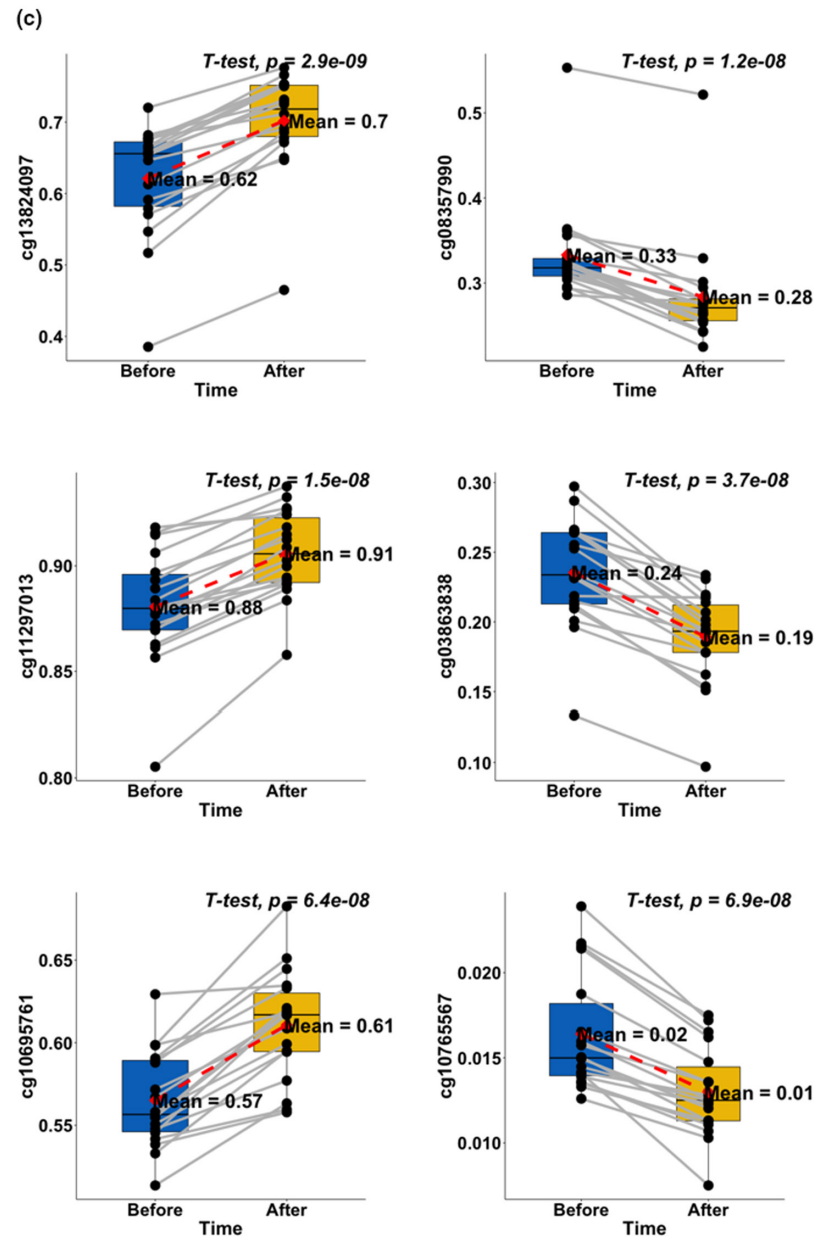 (c)
T-test, p = 2.9e-09
cg13824097
0.7
0.6
0.5
0.4
Mean = 0.62
Mean = 0.7
Before
After
Time
T-test, p = 1.2e-08
cg08357990
0.5
0.4
0.3
Mean = 0.33
Mean = 0.28
Before
After
Time
T-test, p = 1.5e-08
cg11297013
0.90
0.85
0.80
Mean = 0.88
Mean = 0.91
Before
After
Time
T-test, p = 3.7e-08
cg03863838
0.30
0.25
0.20
0.15
0.10
Mean = 0.24
Mean = 0.19
Before
After
Time
T-test, p = 6.4e-08
cg10695761
0.65
0.60
0.55
Mean = 0.57
Mean = 0.61
Before
After
Time
T-test, p = 6.9e-08
cg10765567
0.020
0.015
0.010
Mean = 0.02
Mean = 0.01
Before
After
Time